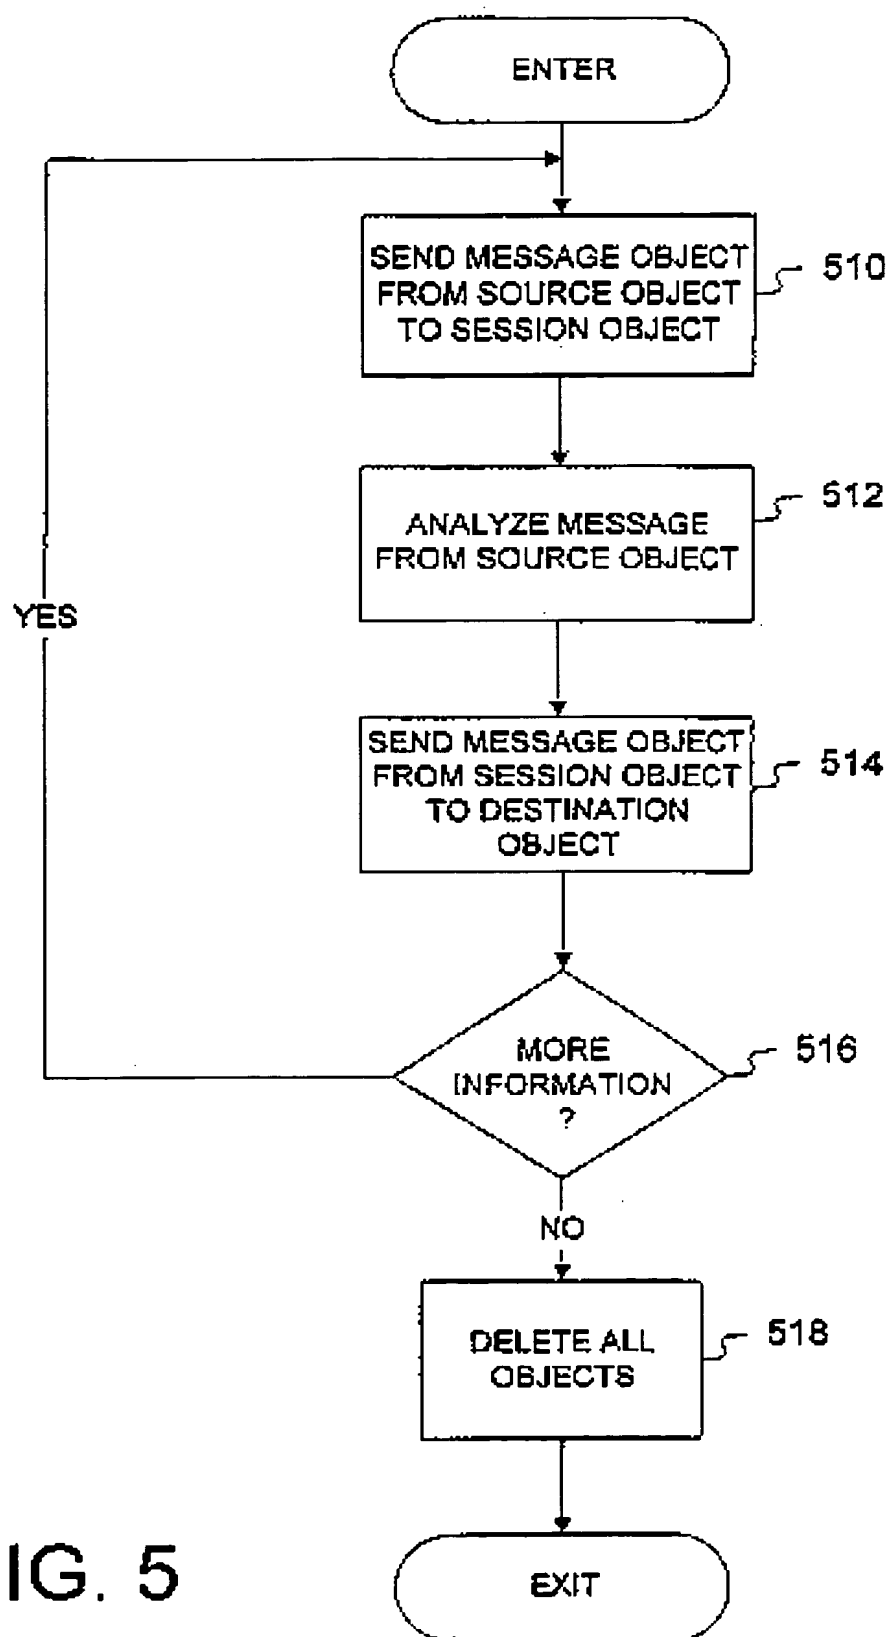 ENTER
SEND MESSAGE OBJECT
FROM SOURCE OBJECT
TO SESSION OBJECT
510
ANALYZE MESSAGE
FROM SOURCE OBJECT
512
YES
SEND MESSAGE OBJECT
FROM SESSION OBJECT
TO DESTINATION
OBJECT
514
MORE
INFORMATION
?
516
NO
DELETE ALL
OBJECTS
518
EXIT
IG. 5